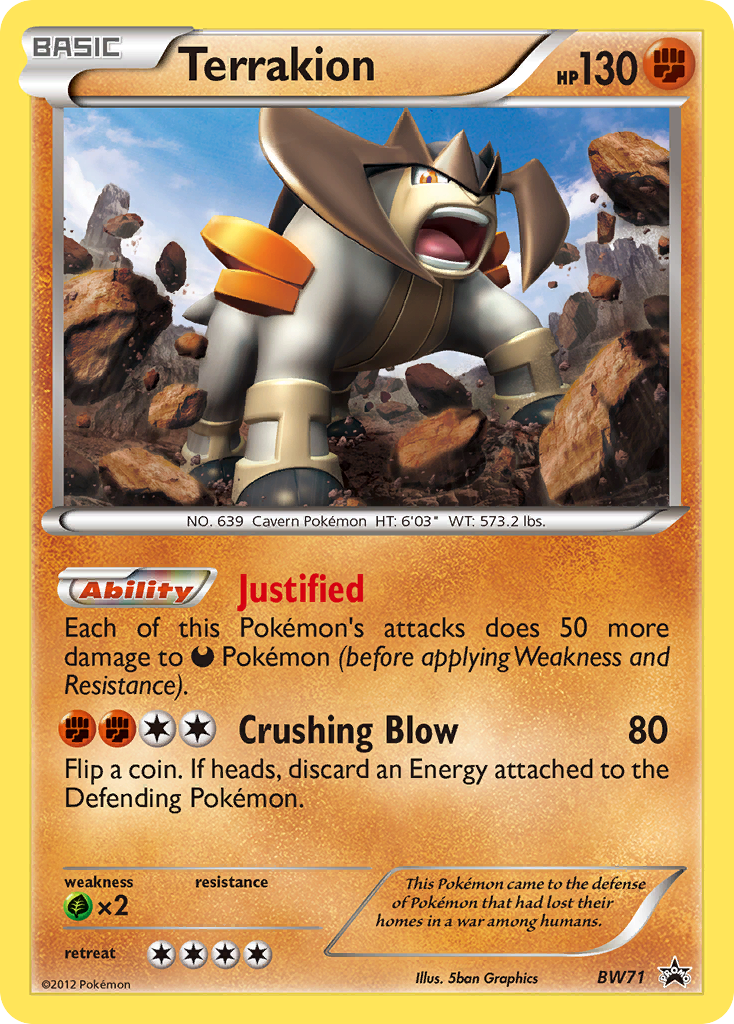 BASIC
Terrakion
HP130
NO. 639 Cavern Pokémon HT: 6'03" WT: 573.2 lbs.
Ability Justified
Each of this Pokémon's attacks does 50 more
damage to Pokémon (before applying Weakness and
Resistance).
Crushing Blow 80
Flip a coin. If heads, discard an Energy attached to the
Defending Pokémon.
weakness resistance
×2
This Pokémon came to the defense
of Pokémon that had lost their
homes in a war among humans.
retreat
©2012 Pokémon
Illus. 5ban Graphics
BW71
PROMO